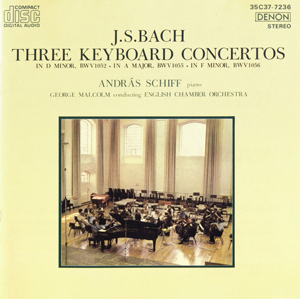 COMPACT
disc
DIGITAL AUDIO
35C37-7236
DENON
STEREO
J.S.BACH
THREE KEYBOARD CONCERTOS
IN D MINOR, BWV1052 • IN A MAJOR, BWV1055 • IN F MINOR, BWV1056
ANDRÁS SCHIFF piano
GEORGE MALCOLM conducting ENGLISH CHAMBER ORCHESTRA